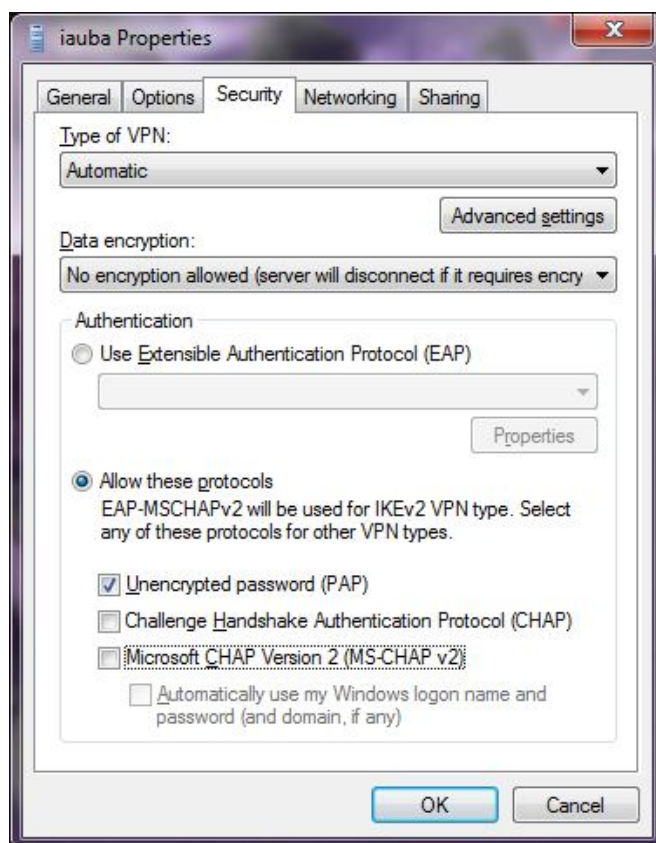 iauba Properties
X
General Options Security Networking Sharing
Type of VPN:
Automatic
Advanced settings
Data encryption:
No encryption allowed (server will disconnect if it requires encry
Authentication
Use Extensible Authentication Protocol (EAP)
Properties
Allow these protocols
EAP-MSCHAPv2 will be used for IKEv2 VPN type. Select
any of these protocols for other VPN types.
Unencrypted password (PAP)
Challenge Handshake Authentication Protocol (CHAP)
Microsoft CHAP Version 2 (MS-CHAP v2)
Automatically use my Windows logon name and
password (and domain, if any)
OK Cancel